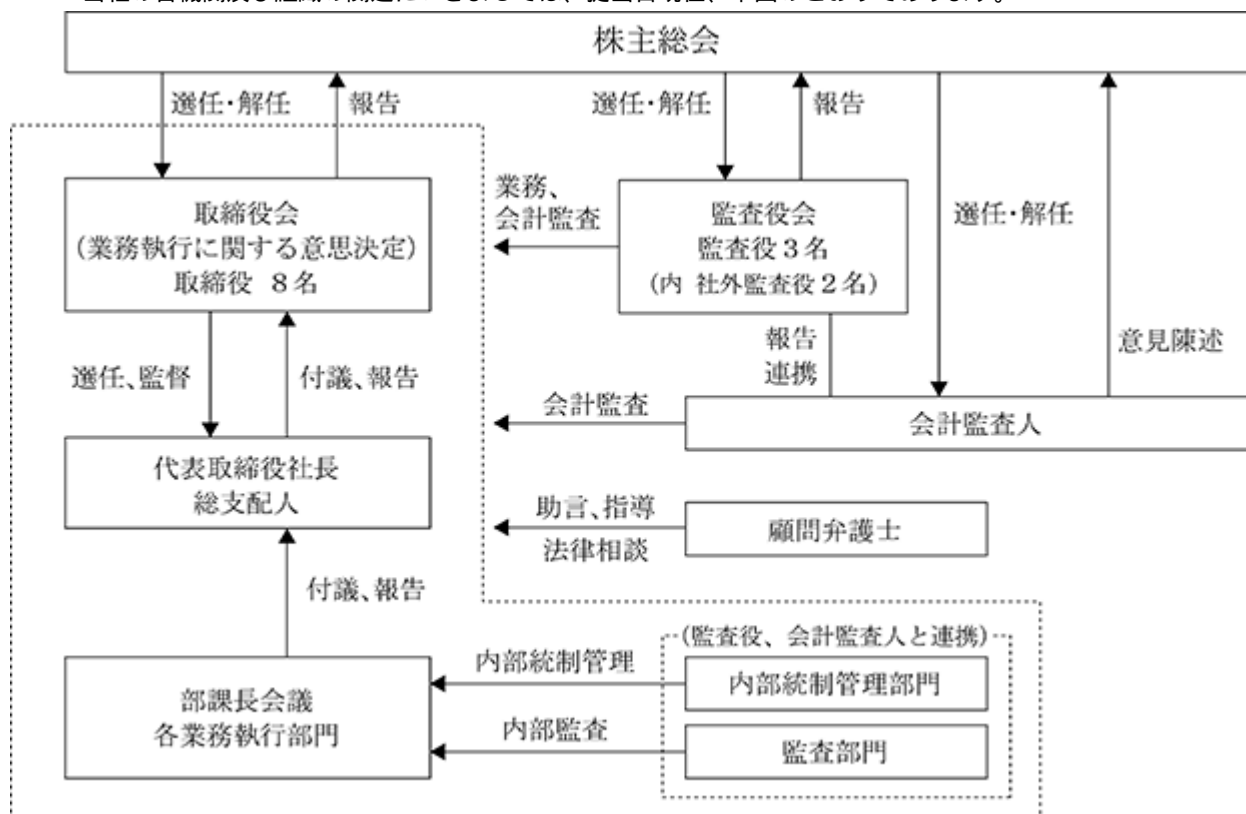 株主総会
選任・解任
報告
選任・解任
報告
選任・解任
意見陳述
取締役会
(業務執行に関する意思決定)
取締役 8名
業務、
会計監査
監査役会
監査役3名
(内 社外監査役2名)
報告
連携
選任、監督
付議、報告
会計監査
会計監査人
代表取締役社長
総支配人
助言、指導
法律相談
顧問弁護士
付議、報告
(監査役、会計監査人と連携)
部課長会議
各業務執行部門
内部統制管理
内部統制管理部門
内部監査
監査部門